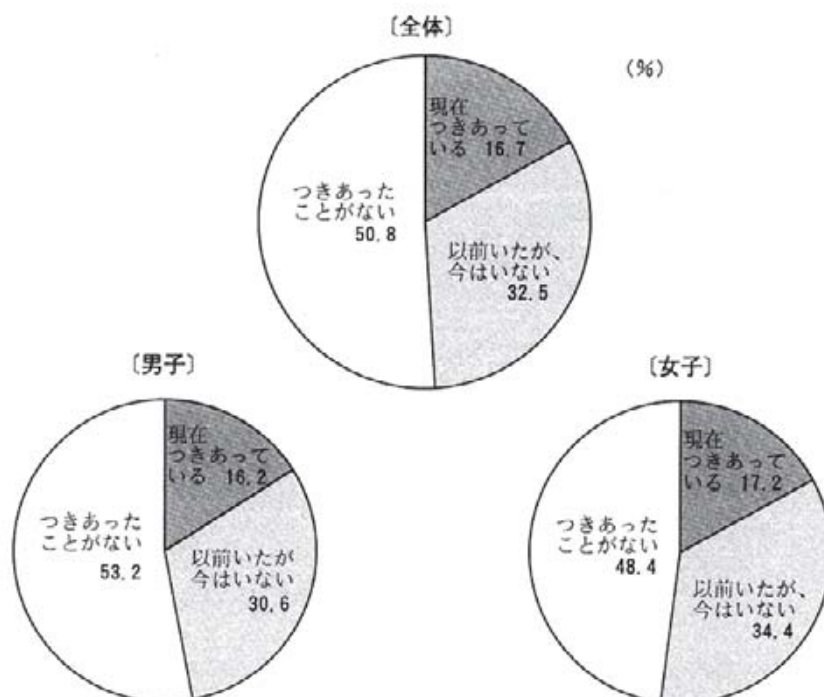 〔全体〕
(%)
現在
つきあって
いる 16.7
つきあった
ことがない
50.8
以前いたが、
今はいない
32.5
〔男子〕
現在
つきあって
いる 16.2
つきあった
ことがない
53.2
以前いたが
今はいない
30.6
〔女子〕
現在
つきあって
いる 17.2
つきあった
ことがない
48.4
以前いたが、
今はいない
34.4